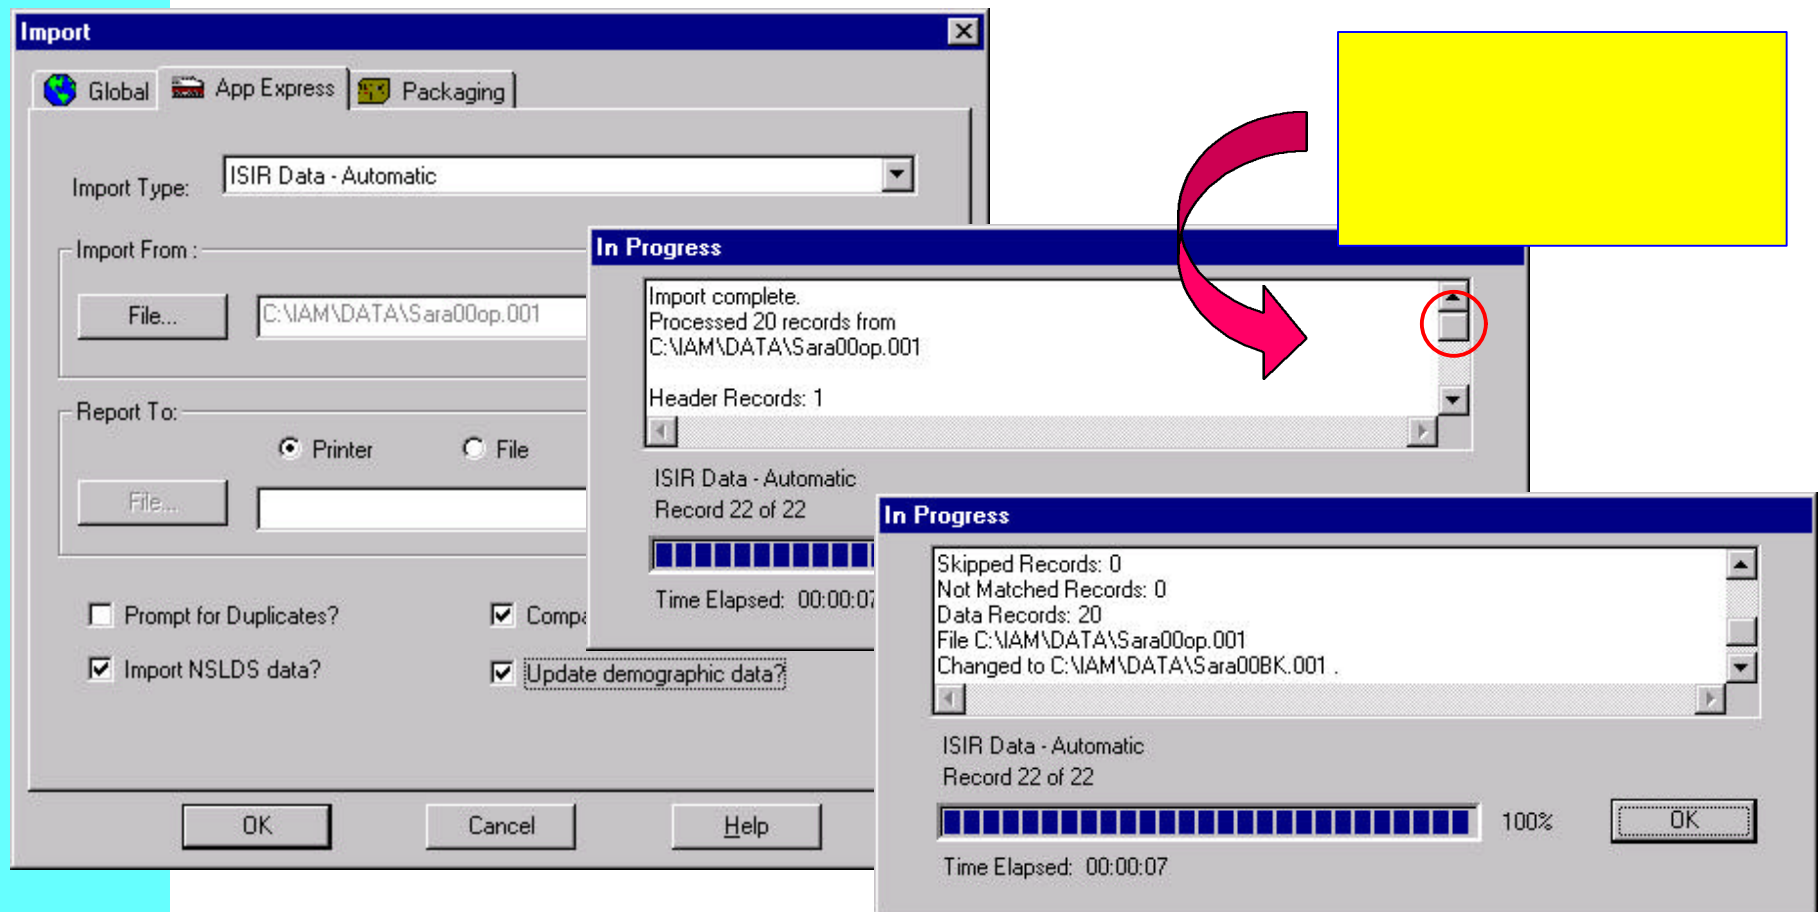 Import
Global
App Express
Packaging
Import Type:
ISIR Data - Automatic
Import From :
File...
C:\IAM\DATA\Sara00op.001
Report To:
Printer
File
File...
Prompt for Duplicates?
Import NSLDS data?
Update demographic data?
OK
Cancel
Help
In Progress
Import complete.
Processed 20 records from
C:\IAM\DATA\Sara00op.001
Header Records: 1
ISIR Data - Automatic
Record 22 of 22
Time Elapsed: 00:00:07
In Progress
Skipped Records: 0
Not Matched Records: 0
Data Records: 20
File C:\IAM\DATA\Sara00op.001
Changed to C:\IAM\DATA\Sara00BK.001 .
ISIR Data - Automatic
Record 22 of 22
100%
OK
Time Elapsed: 00:00:07